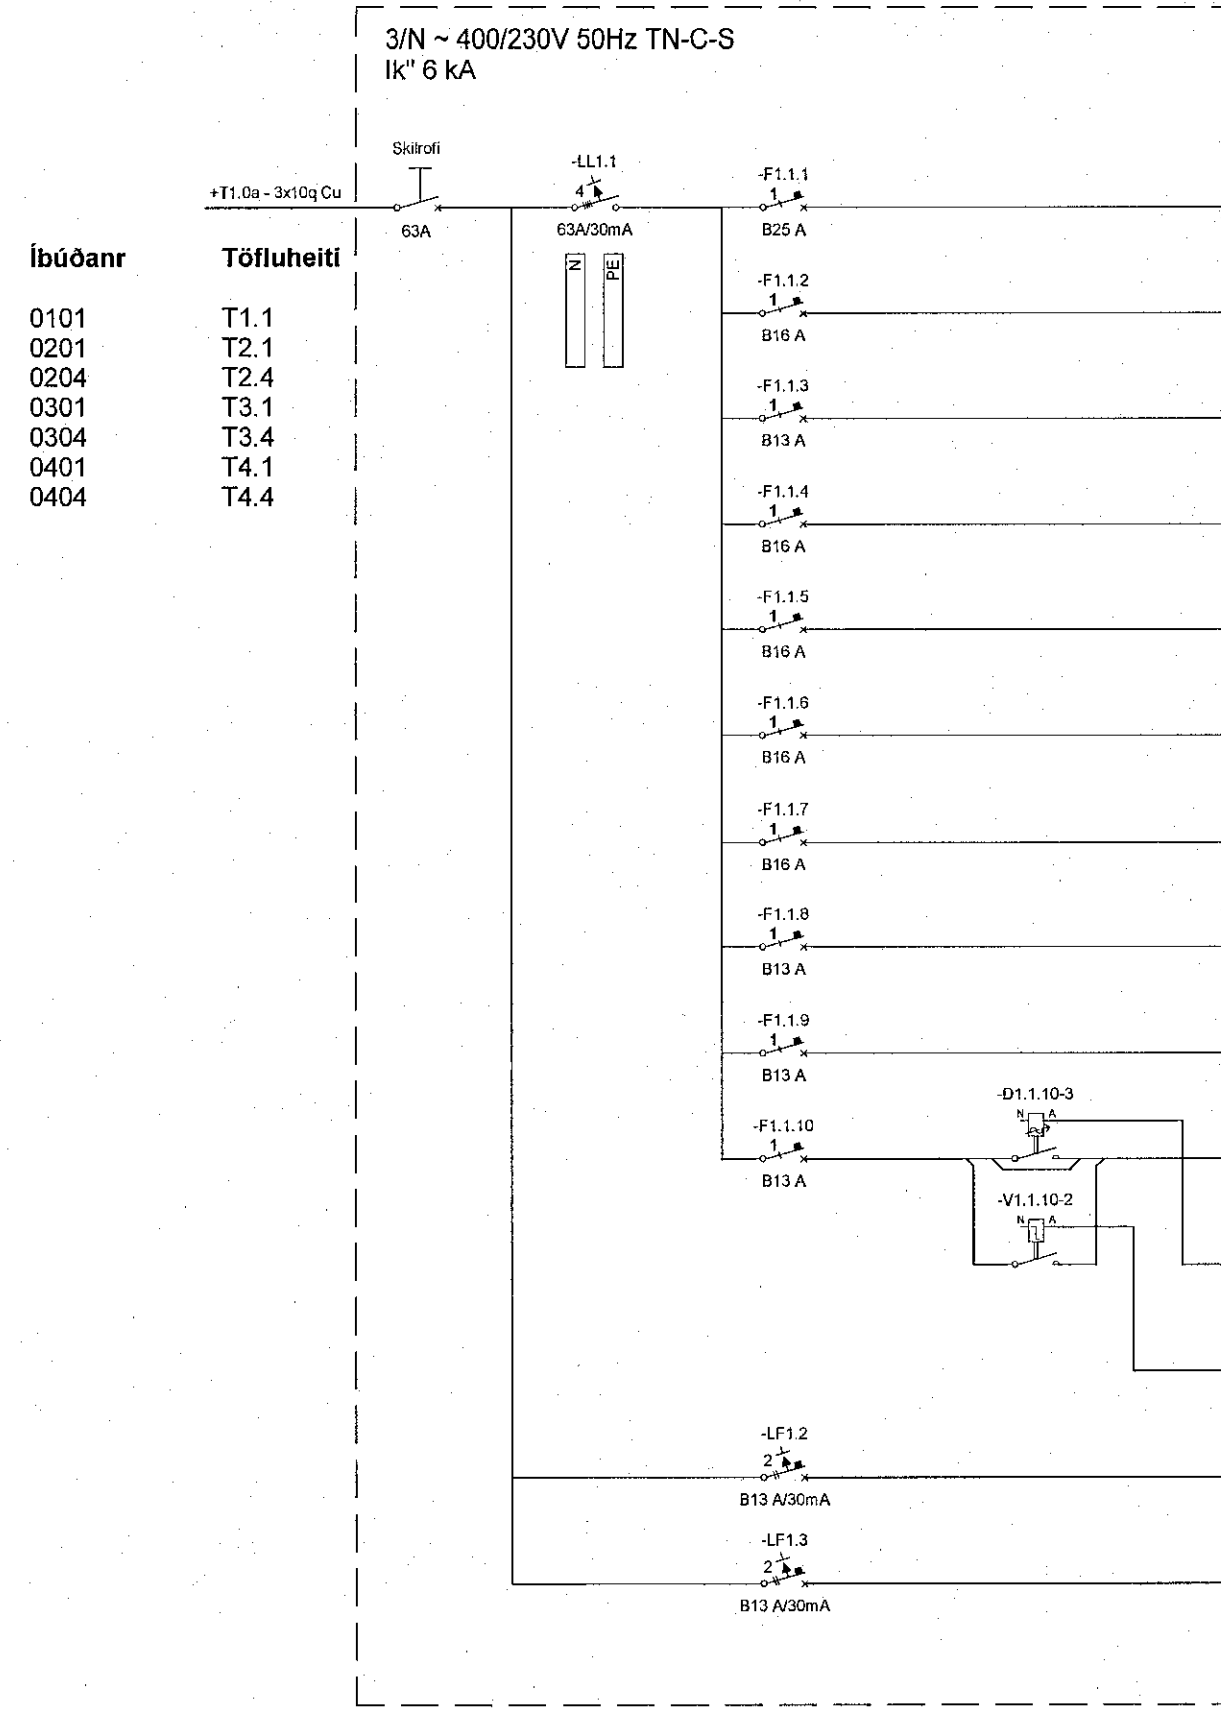 3/N ~ 400/230V 50Hz TN-C-S
Ik" 6 kA
Skilrofi
+T1.0a - 3x10q Cu
63A
-LL1.1
4
63A/30mA
N
PE
Íbúðanr Töfluheiti
0101 T1.1
0201 T2.1
0204 T2.4
0301 T3.1
0304 T3.4
0401 T4.1
0404 T4.4
-F1.1.1
1
B25 A
-F1.1.2
1
B16 A
-F1.1.3
1
B13 A
-F1.1.4
1
B16 A
-F1.1.5
1
B16 A
-F1.1.6
1
B16 A
-F1.1.7
1
B16 A
-F1.1.8
1
B13 A
-F1.1.9
1
B13 A
-F1.1.10
1
B13 A
-D1.1.10-3
N A
-V1.1.10-2
N A
-LF1.2
2
B13 A/30mA
-LF1.3
2
B13 A/30mA